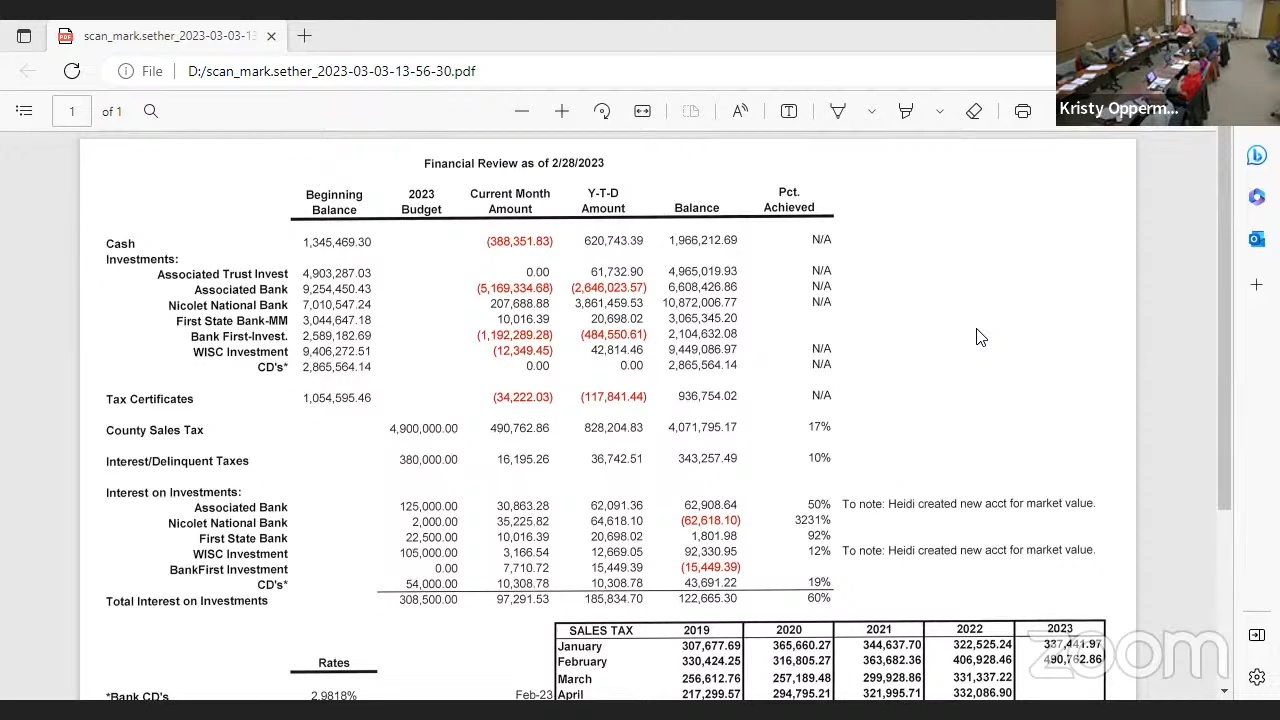 scan_mark.sether_2023-03-03-13
File D:/scan_mark.sether_2023-03-03-13-56-30.pdf
1 of 1
Kristy Opperm...
Financial Review as of 2/28/2023
Beginning Balance 2023 Budget Current Month Amount Y-T-D Amount Balance Pct. Achieved
Cash 1,345,469.30 (388,351.83) 620,743.39 1,966,212.69 N/A
Investments:
Associated Trust Invest 4,903,287.03 0.00 61,732.90 4,965,019.93 N/A
Associated Bank 9,254,450.43 (5,169,334.68) (2,646,023.57) 6,608,426.86 N/A
Nicolet National Bank 7,010,547.24 207,688.88 3,861,459.53 10,872,006.77 N/A
First State Bank-MM 3,044,647.18 10,016.39 20,698.02 3,065,345.20
Bank First-Invest. 2,589,182.69 (1,192,289.28) (484,550.61) 2,104,632.08
WISC Investment 9,406,272.51 (12,349.45) 42,814.46 9,449,086.97 N/A
CD's* 2,865,564.14 0.00 0.00 2,865,564.14 N/A
Tax Certificates 1,054,595.46 (34,222.03) (117,841.44) 936,754.02 N/A
County Sales Tax 4,900,000.00 490,762.86 828,204.83 4,071,795.17 17%
Interest/Delinquent Taxes 380,000.00 16,195.26 36,742.51 343,257.49 10%
Interest on Investments:
Associated Bank 125,000.00 30,863.28 62,091.36 62,908.64 50% To note: Heidi created new acct for market value.
Nicolet National Bank 2,000.00 35,225.82 64,618.10 (62,618.10) 3231%
First State Bank 22,500.00 10,016.39 20,698.02 1,801.98 92%
WISC Investment 105,000.00 3,166.54 12,669.05 92,330.95 12% To note: Heidi created new acct for market value.
BankFirst Investment 0.00 7,710.72 15,449.39 (15,449.39)
CD's* 54,000.00 10,308.78 10,308.78 43,691.22 19%
Total Interest on Investments 308,500.00 97,291.53 185,834.70 122,665.30 60%
SALES TAX 2019 2020 2021 2022 2023
January 307,677.69 365,660.27 344,637.70 322,525.24 337,441.97
February 330,424.25 316,805.27 363,682.36 406,928.46 490,762.86
March 256,612.76 257,189.48 299,928.86 331,337.22
April 217,299.57 294,795.21 321,995.71 332,086.90
Rates
*Bank CD's 2.9818% Feb-23
zoom